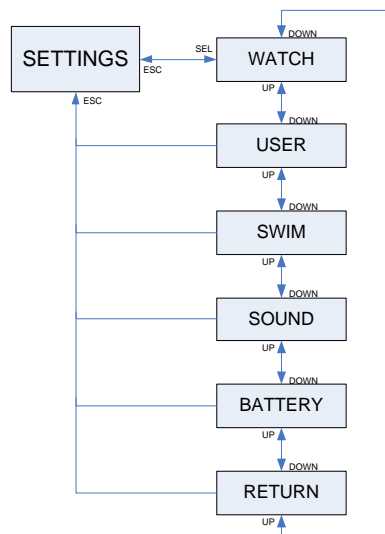 DOWN
SETTINGS
SEL
ESC
WATCH
ESC
UP
DOWN
USER
UP
DOWN
SWIM
UP
DOWN
SOUND
UP
DOWN
BATTERY
UP
DOWN
RETURN
UP